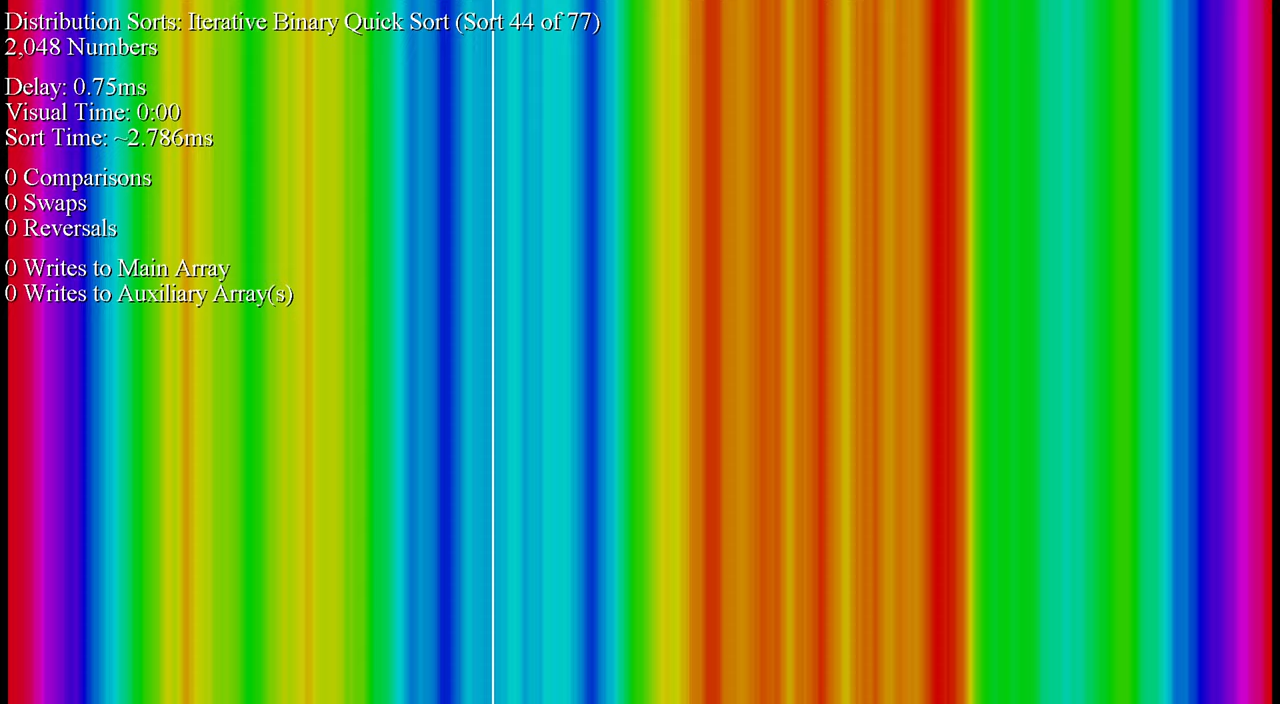 Distribution Sorts: Iterative Binary Quick Sort (Sort 44 of 77)
2,048 Numbers
Delay: 0.75ms
Visual Time: 0:00
Sort Time: ~2.786ms
0 Comparisons
0 Swaps
0 Reversals
0 Writes to Main Array
0 Writes to Auxiliary Array(s)